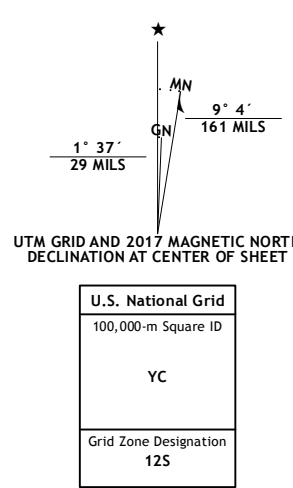 MN
GN
9° 4´
161 MILS
1° 37´
29 MILS
UTM GRID AND 2017 MAGNETIC NORT
DECLINATION AT CENTER OF SHEET
U.S. National Grid
100,000-m Square ID
YC
Grid Zone Designation
12S